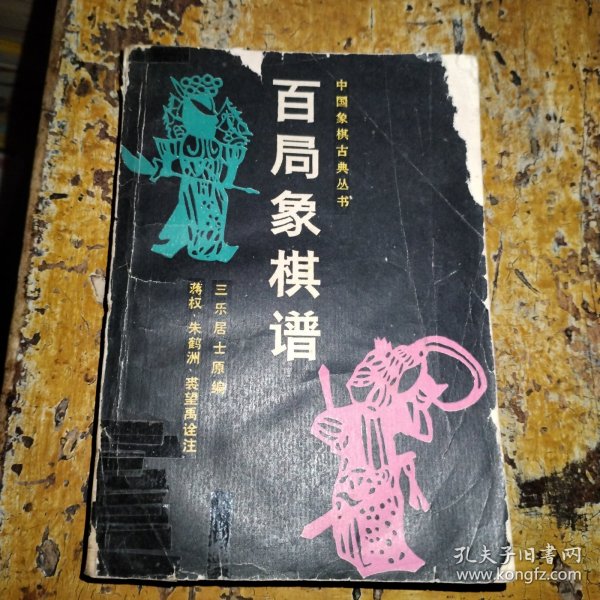 中国象棋古典丛书
百局象棋谱
三乐居士原编
蒋权·朱鹤洲·裘望禹诠注
孔夫子旧书网
www.kongfz.com